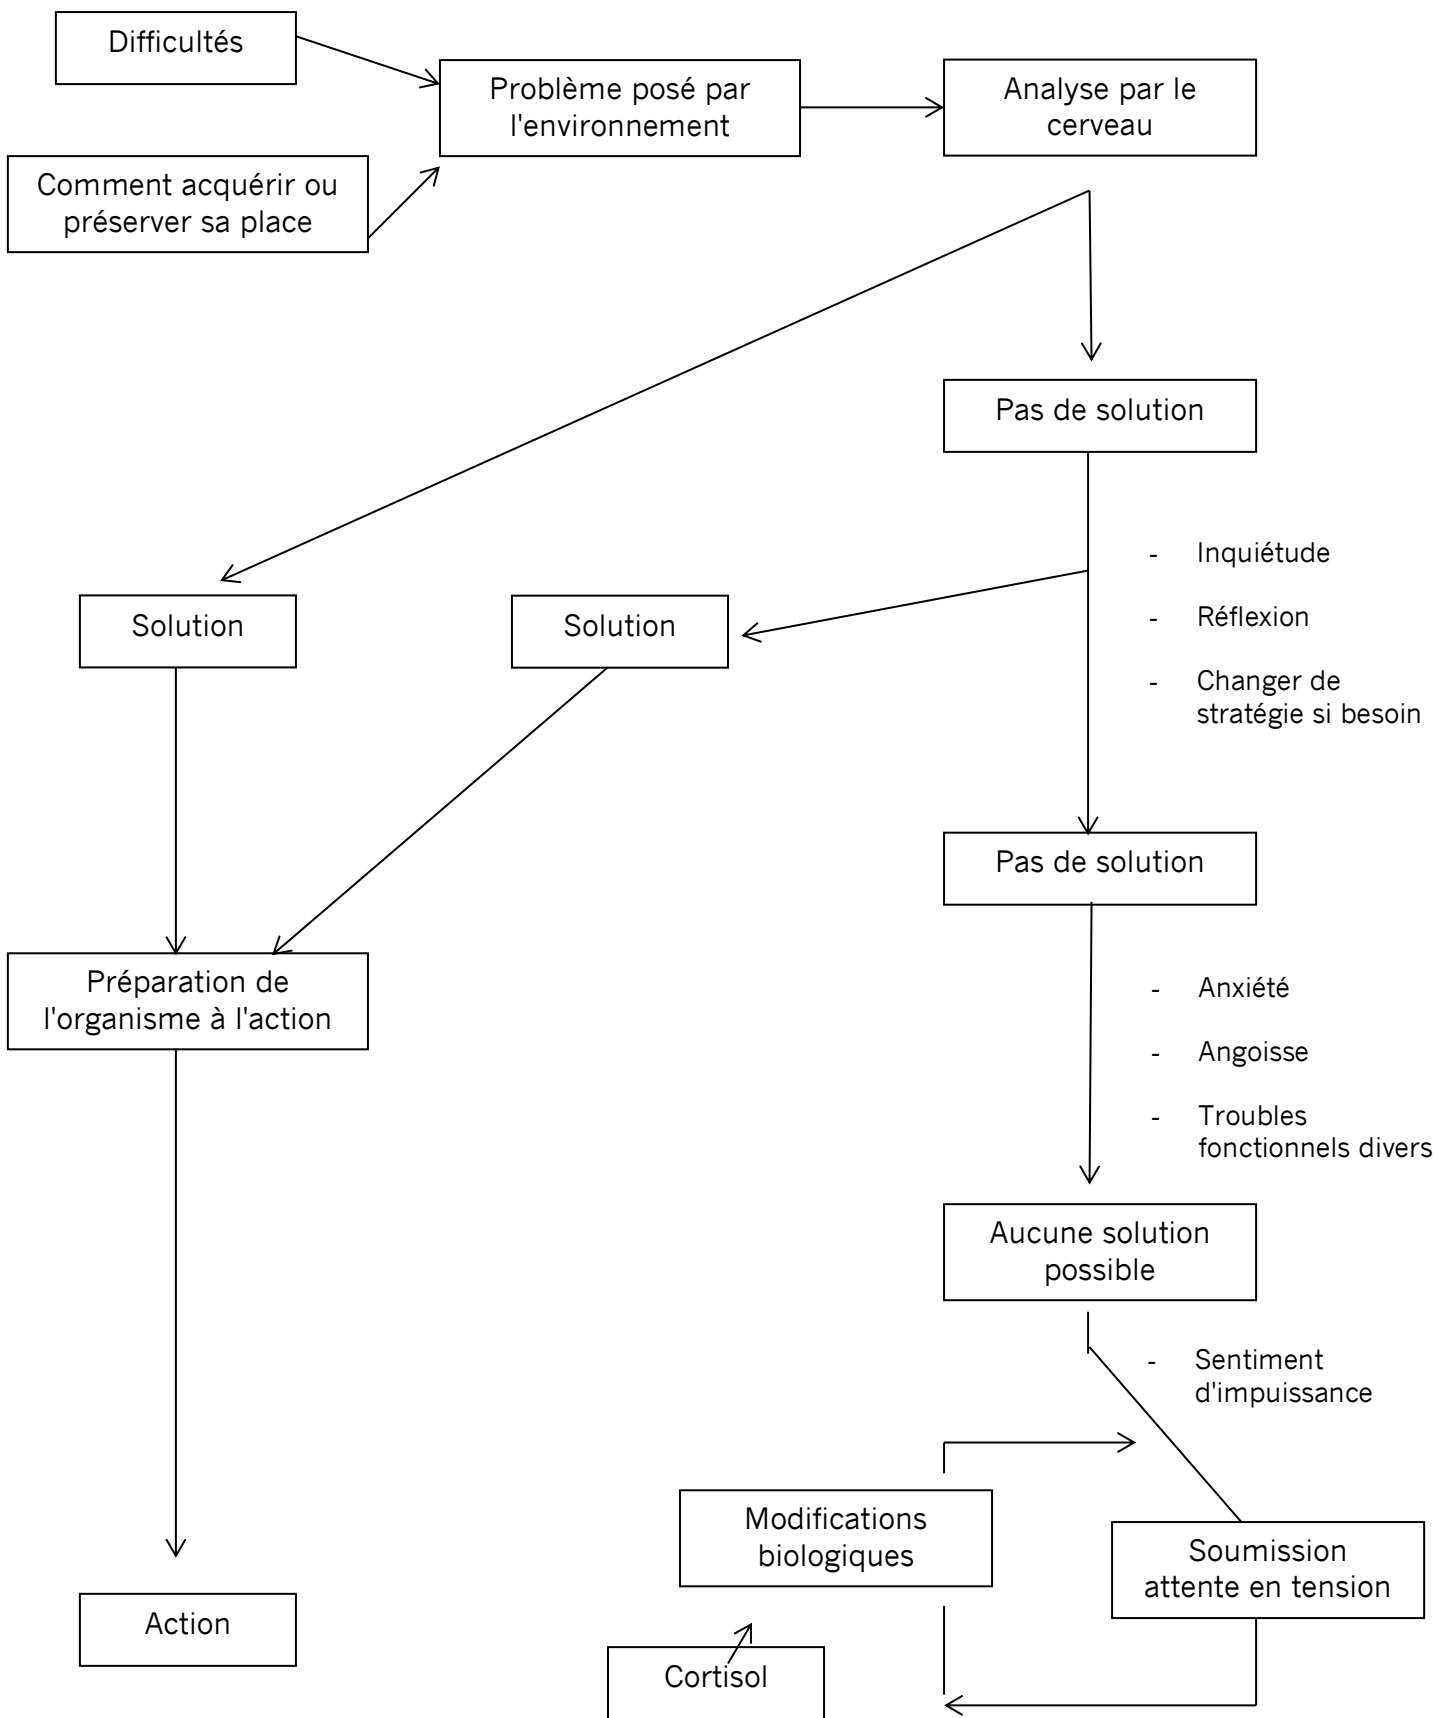 Difficultés
Problème posé par
l'environnement
Analyse par le
cerveau
Comment acquérir ou
préserver sa place
Pas de solution
- Inquiétude
- Réflexion
- Changer de
stratégie si besoin
Solution
Solution
Pas de solution
Préparation de
l'organisme à l'action
- Anxiété
- Angoisse
- Troubles
fonctionnels divers
Aucune solution
possible
- Sentiment
d'impuissance
Modifications
biologiques
Soumission
attente en tension
Action
Cortisol